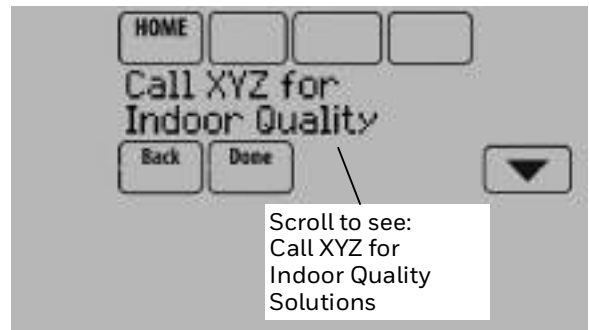 HOME
Call XYZ for
Indoor Quality
Back Done
Scroll to see:
Call XYZ for
Indoor Quality
Solutions